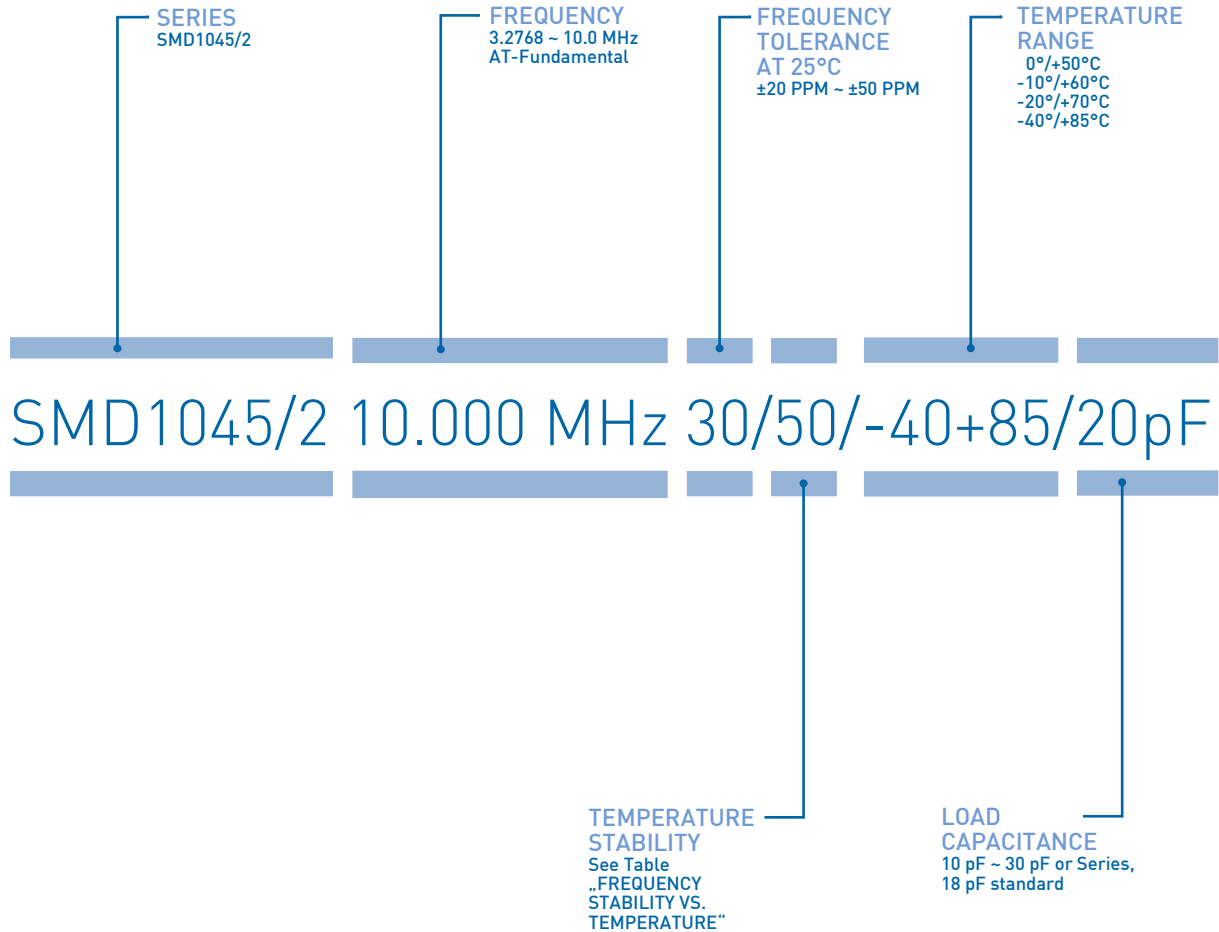 SERIES
SMD1045/2
FREQUENCY
3.2768 ~ 10.0 MHz
AT-Fundamental
FREQUENCY
TOLERANCE
AT 25°C
±20 PPM ~ ±50 PPM
TEMPERATURE
RANGE
0°/+50°C
-10°/+60°C
-20°/+70°C
-40°/+85°C
SMD1045/2 10.000 MHz 30/50/-40+85/20pF
TEMPERATURE
STABILITY
See Table
„FREQUENCY
STABILITY VS.
TEMPERATURE“
LOAD
CAPACITANCE
10 pF ~ 30 pF or Series,
18 pF standard